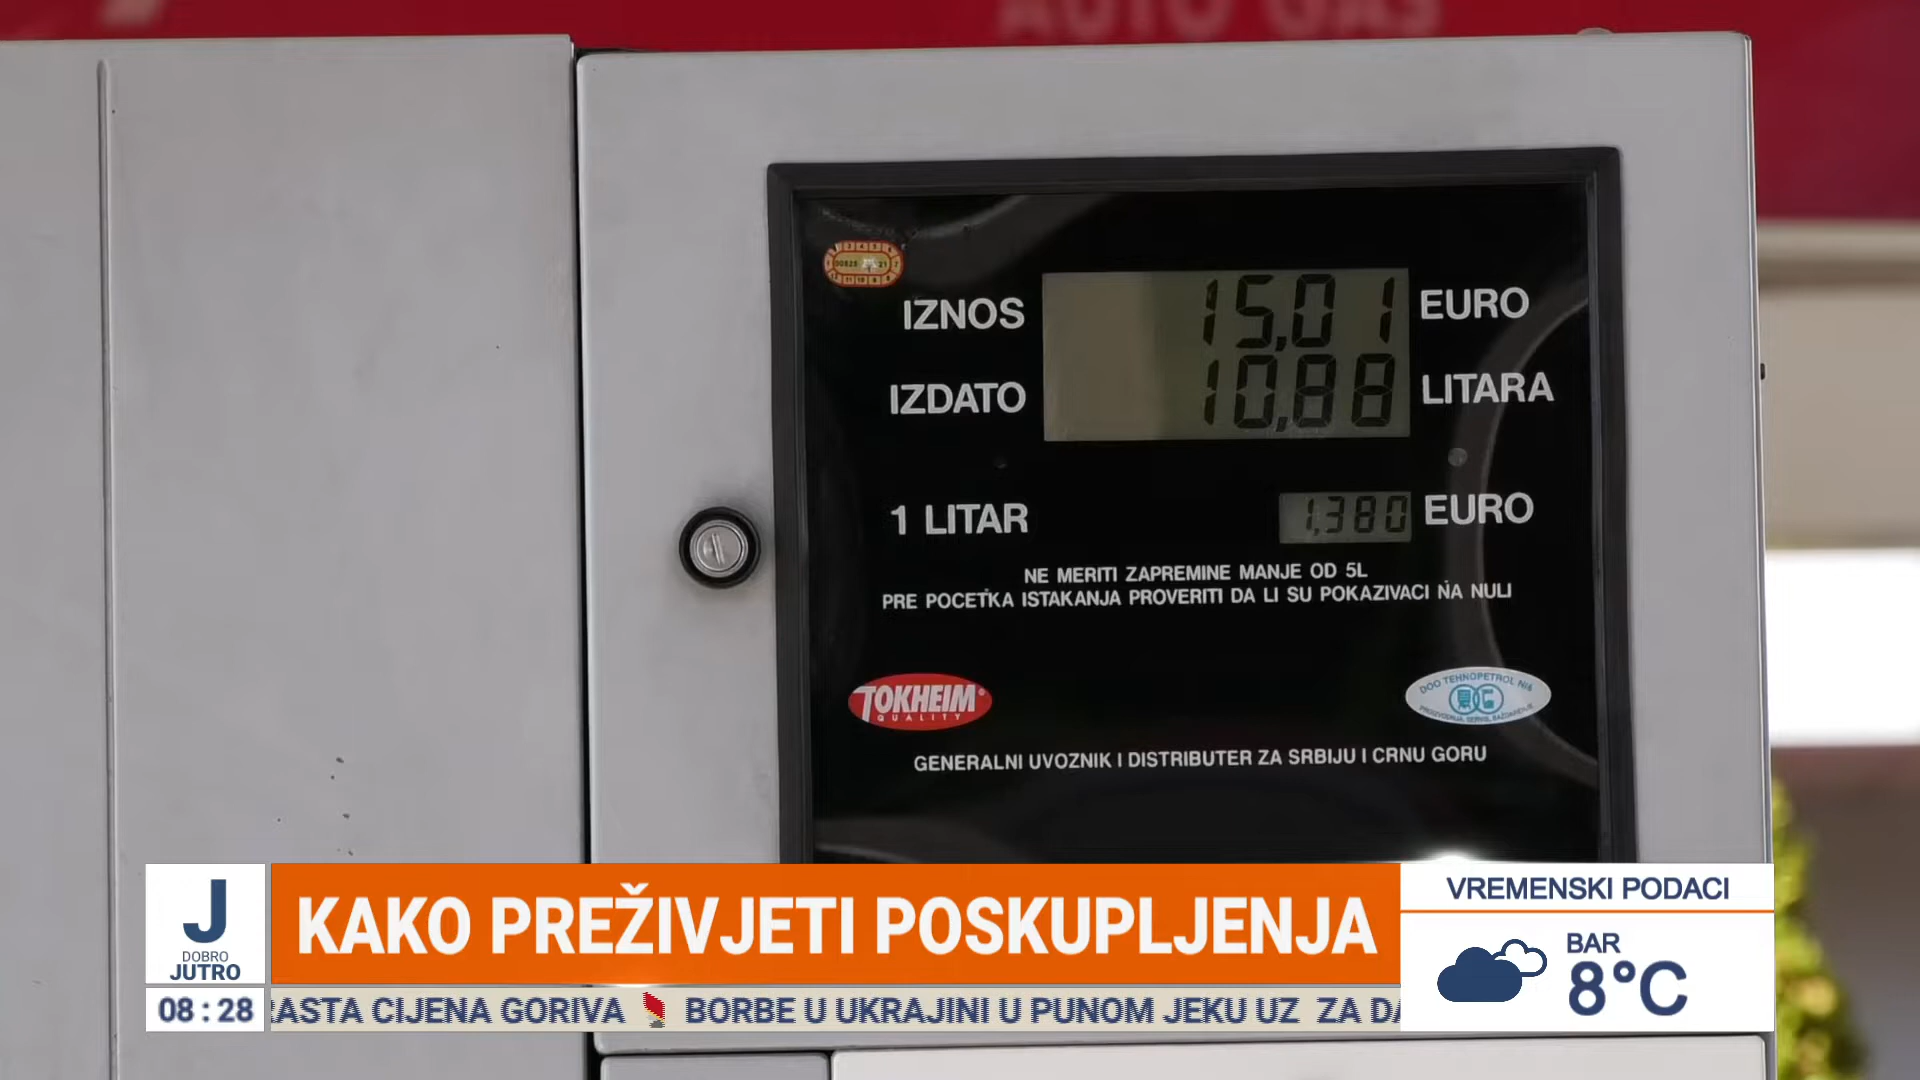 AUTO GAS
IZNOS 15,01 EURO
IZDATO 10,88 LITARA
1 LITAR 1,380 EURO
NE MERITI ZAPREMINE MANJE OD 5L
PRE POCETKA ISTAKANJA PROVERITI DA LI SU POKAZIVACI NA NULI
TOKHEIM
QUALITY
DOO TEHNOPETROL NIŠ
GENERALNI UVOZNIK I DISTRIBUTER ZA SRBIJU I CRNU GORU
J
DOBRO
JUTRO
KAKO PREŽIVJETI POSKUPLJENJA
VREMENSKI PODACI
BAR
8°C
08:28
RASTA CIJENA GORIVA BORBE U UKRAJINI U PUNOM JEKU UZ ZA DA